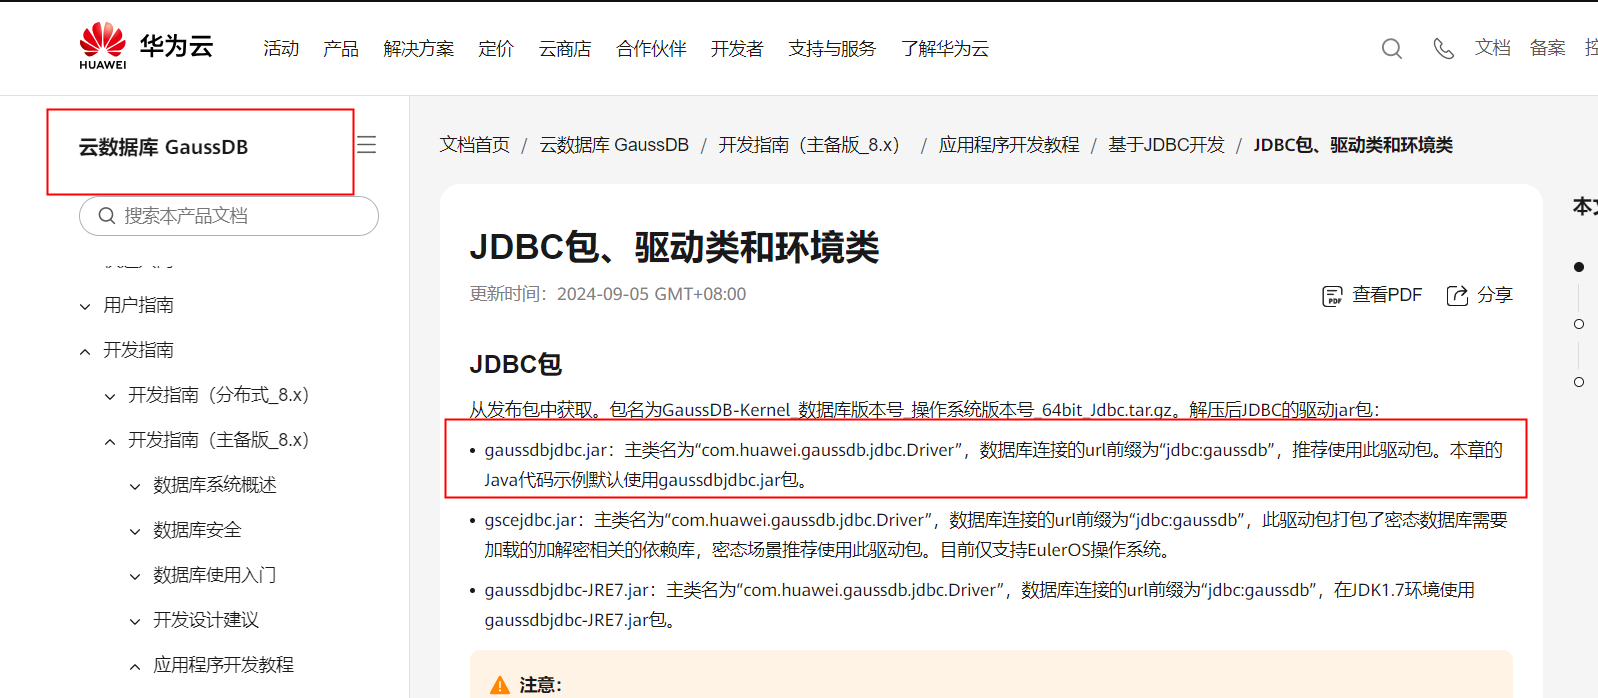 HUAWEI
华为云
活动 产品 解决方案 定价 云商店 合作伙伴 开发者 支持与服务 了解华为云
文档 备案
云数据库 GaussDB
搜索本产品文档
用户指南
开发指南
开发指南（分布式_8.x）
开发指南（主备版_8.x）
数据库系统概述
数据库安全
数据库使用入门
开发设计建议
应用程序开发教程
文档首页 / 云数据库 GaussDB / 开发指南（主备版_8.x） / 应用程序开发教程 / 基于JDBC开发 / JDBC包、驱动类和环境类
JDBC包、驱动类和环境类
更新时间：2024-09-05 GMT+08:00
查看PDF 分享
JDBC包
从发布包中获取。包名为GaussDB-Kernel_数据库版本号_操作系统版本号_64bit_Jdbc.tar.gz。解压后JDBC的驱动jar包：
• gaussdbjdbc.jar：主类名为“com.huawei.gaussdb.jdbc.Driver”，数据库连接的url前缀为“jdbc:gaussdb”，推荐使用此驱动包。本章的
Java代码示例默认使用gaussdbjdbc.jar包。
• gscejdbc.jar：主类名为“com.huawei.gaussdb.jdbc.Driver”，数据库连接的url前缀为“jdbc:gaussdb”，此驱动包打包了密态数据库需要
加载的加解密相关的依赖库，密态场景推荐使用此驱动包。目前仅支持EulerOS操作系统。
• gaussdbjdbc-JRE7.jar：主类名为“com.huawei.gaussdb.jdbc.Driver”，数据库连接的url前缀为“jdbc:gaussdb”，在JDK1.7环境使用
gaussdbjdbc-JRE7.jar包。
注意：
本